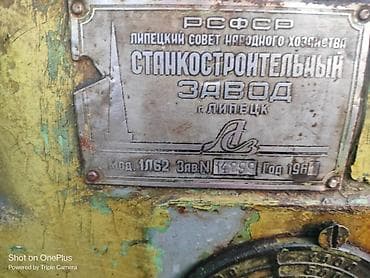 РСФСР
ЛИПЕЦКИЙ СОВЕТ НАРОДНОГО ХОЗЯЙСТВА
СТАНКОСТРОИТЕЛЬНЫЙ
ЗАВОД
г. ЛИПЕЦК
Мод. 1Л62 Зав.N Год
Shot on OnePlus
Powered by Triple Camera